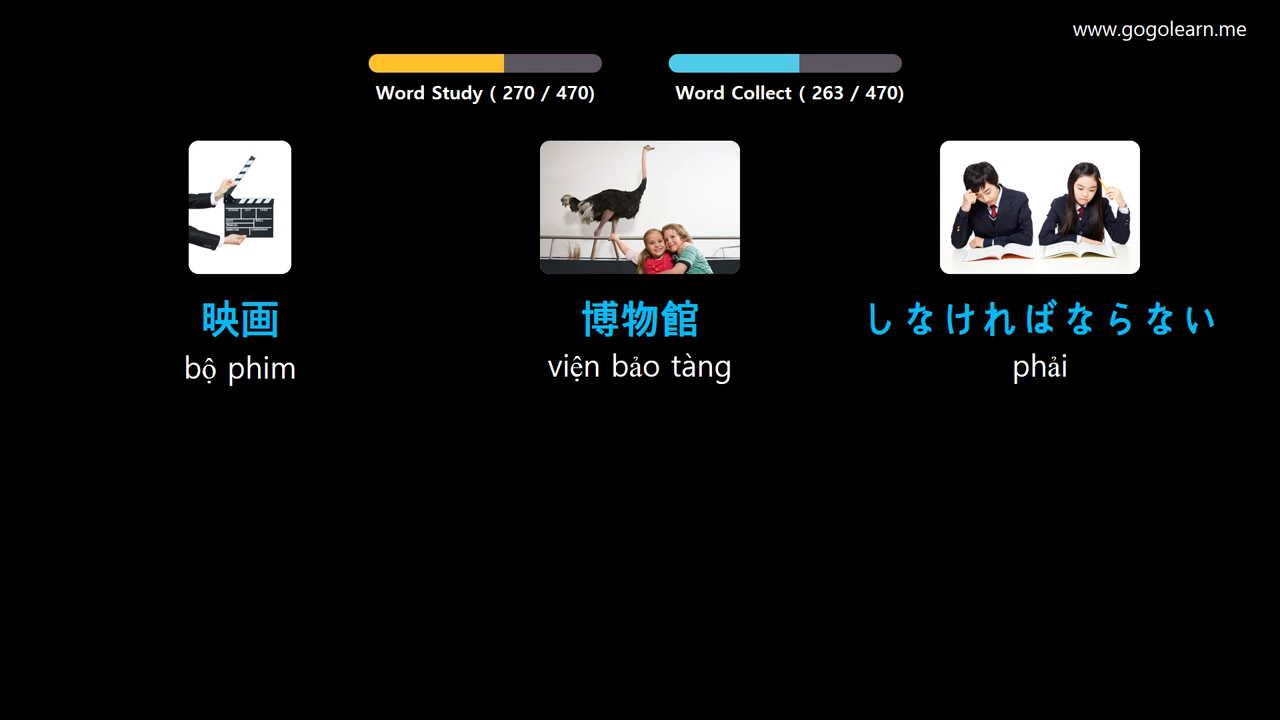 www.gogolearn.me
Word Study ( 270 / 470)
Word Collect ( 263 / 470)
映画
博物館
しなければならない
bộ phim
viện bảo tàng
phải